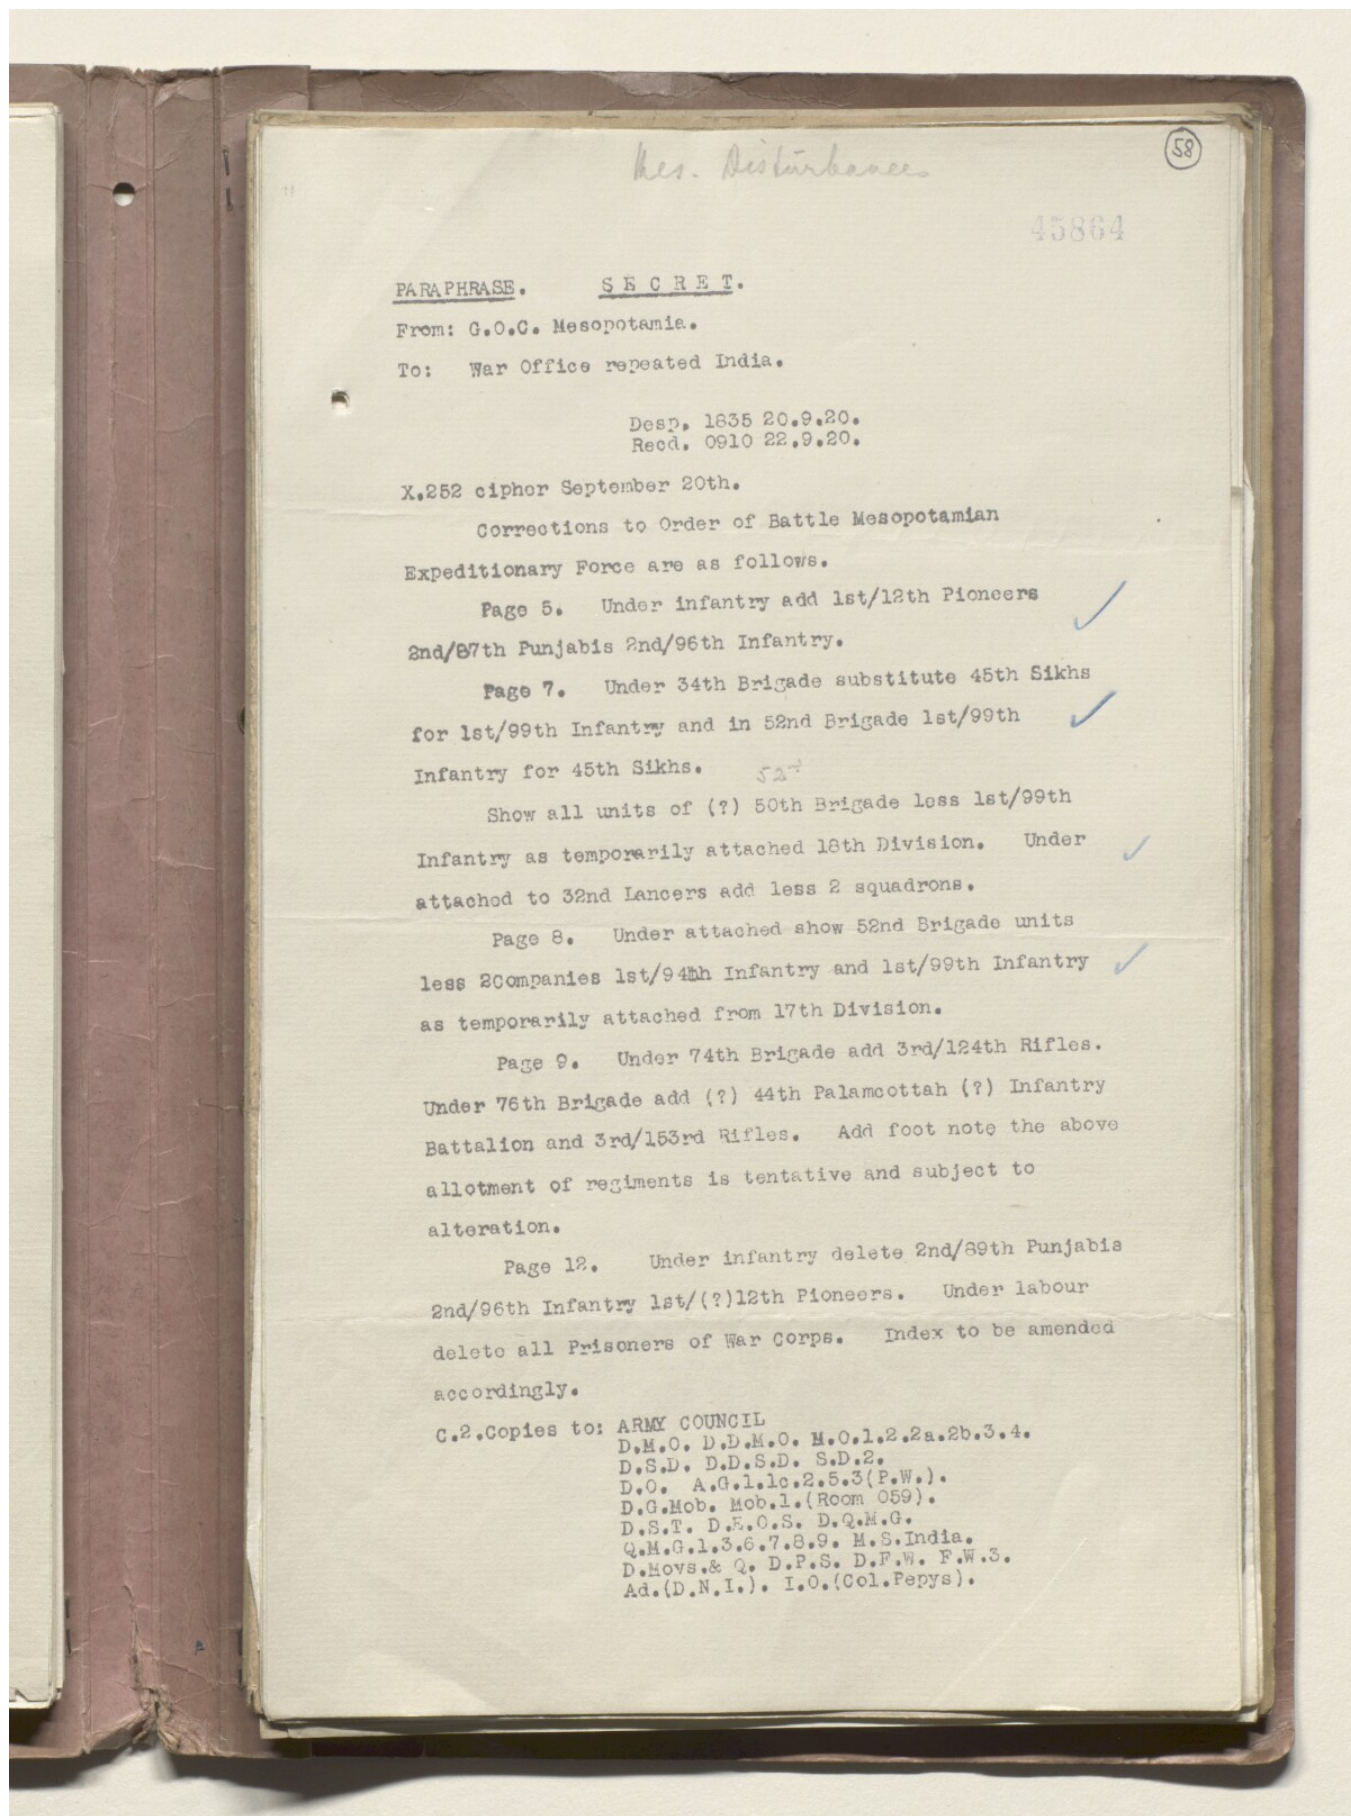 58
Mes. Disturbances
45864
PARAPHRASE. SECRET.
From: G.O.C. Mesopotamia.
To: War Office repeated India.
Desp. 1835 20.9.20.
Recd. 0910 22.9.20.
X.252 cipher September 20th.
Corrections to Order of Battle Mesopotamian
Expeditionary Force are as follows.
Page 5. Under infantry add 1st/12th Pioneers
2nd/87th Punjabis 2nd/96th Infantry.
Page 7. Under 34th Brigade substitute 45th Sikhs
for 1st/99th Infantry and in 52nd Brigade 1st/99th
Infantry for 45th Sikhs.
52nd
Show all units of (?) 50th Brigade less 1st/99th
Infantry as temporarily attached 18th Division. Under
attached to 32nd Lancers add less 2 squadrons.
Page 8. Under attached show 52nd Brigade units
less 2Companies 1st/94th Infantry and 1st/99th Infantry
as temporarily attached from 17th Division.
Page 9. Under 74th Brigade add 3rd/124th Rifles.
Under 76th Brigade add (?) 44th Palamcottah (?) Infantry
Battalion and 3rd/153rd Rifles. Add foot note the above
allotment of regiments is tentative and subject to
alteration.
Page 12. Under infantry delete 2nd/89th Punjabis
2nd/96th Infantry 1st/(?)12th Pioneers. Under labour
delete all Prisoners of War Corps. Index to be amended
accordingly.
C.2.Copies to: ARMY COUNCIL
D.M.O. D.D.M.O. M.O.1.2.2a.2b.3.4.
D.S.D. D.D.S.D. S.D.2.
D.O. A.G.1.1c.2.5.3(P.W.).
D.G.Mob. Mob.1.(Room 059).
D.S.T. D.E.O.S. D.Q.M.G.
Q.M.G.1.3.6.7.8.9. M.S.India.
D.Movs.& Q. D.P.S. D.F.W. F.W.3.
Ad.(D.N.I.). I.O.(Col.Pepys).